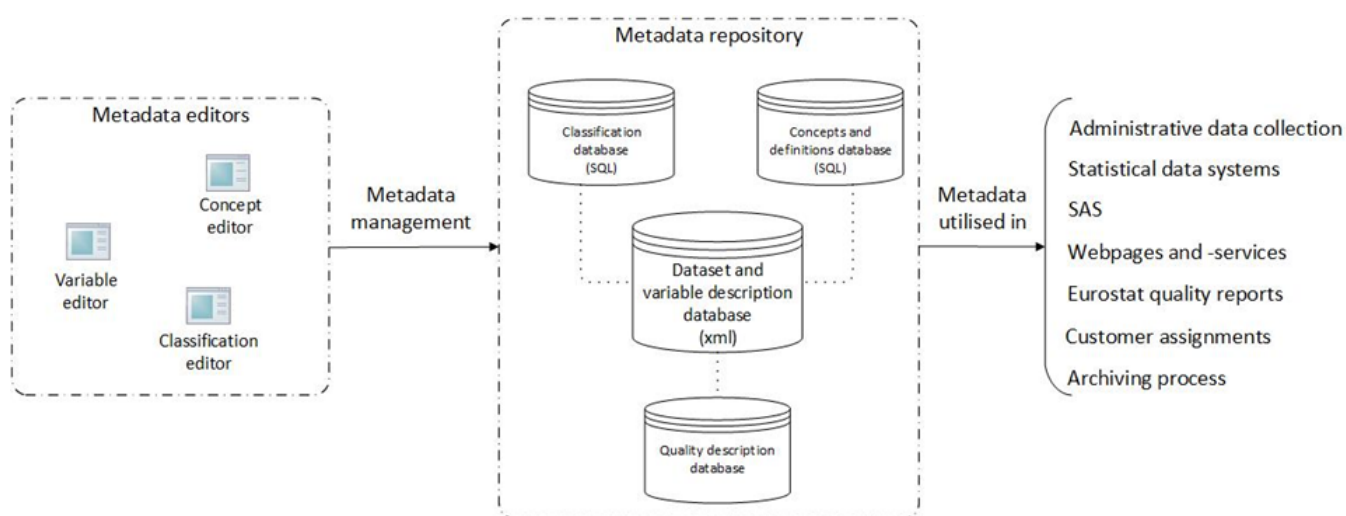 Metadata editors
Concept
editor
Variable
editor
Classification
editor
Metadata
management
Metadata repository
Classification
database
(SQL)
Concepts and
definitions database
(SQL)
Dataset and
variable description
database
(xml)
Quality description
database
Metadata
utilised in
Administrative data collection
Statistical data systems
SAS
Webpages and -services
Eurostat quality reports
Customer assignments
Archiving process